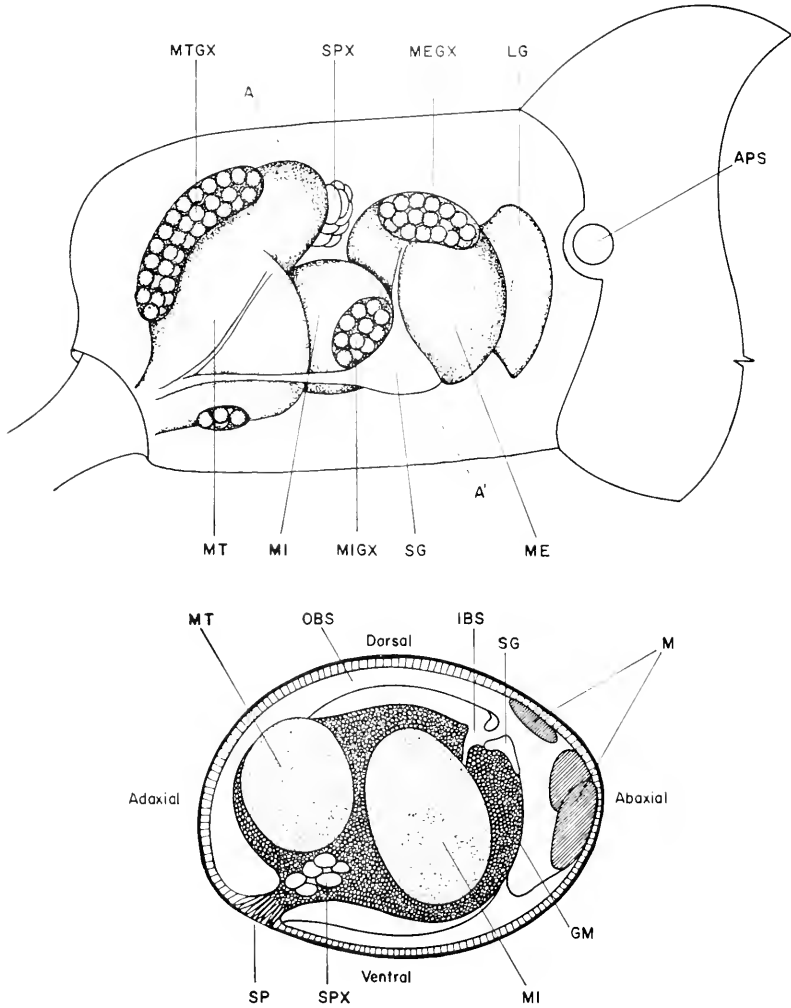 MTGX SPX MEGX LG
A
APS
A'
MT MI MIGX SG ME
MT OBS IBS
Dorsal SG M
Adaxial Abaxial
GM
Ventral
SP SPX MI